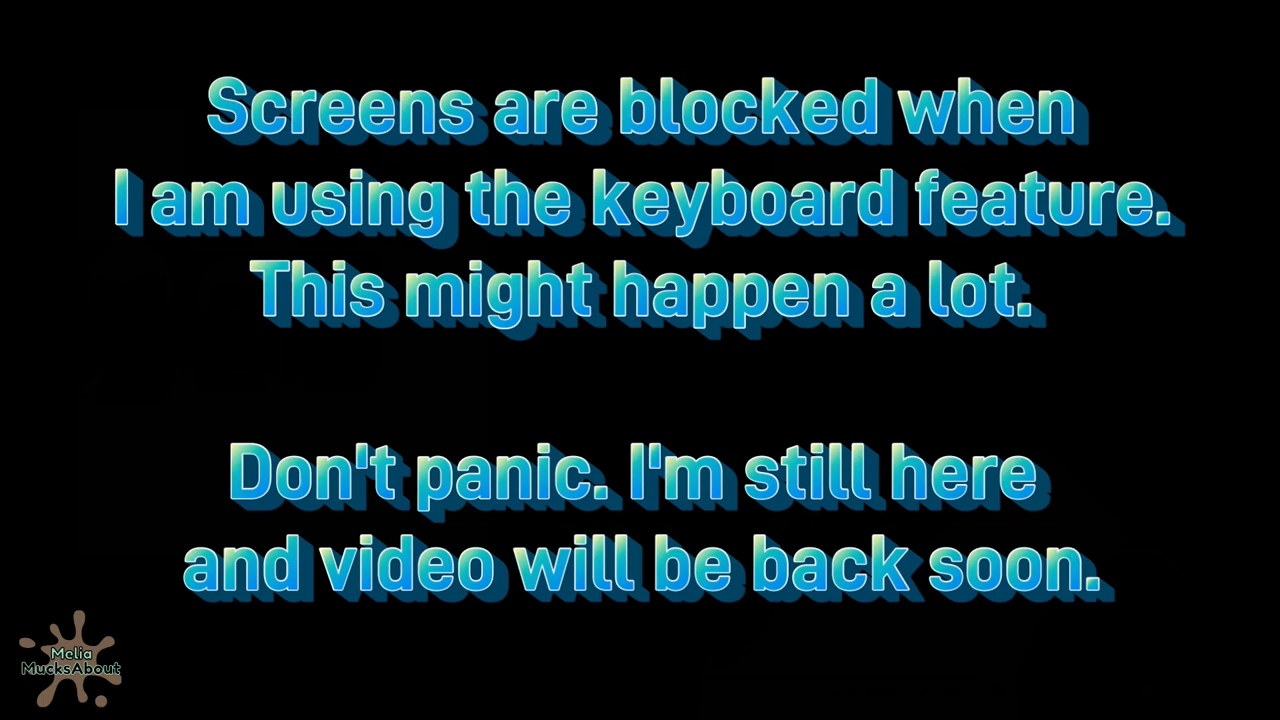 Screens are blocked when
I am using the keyboard feature.
This might happen a lot.
Don't panic. I'm still here
and video will be back soon.
Melia
MucksAbout